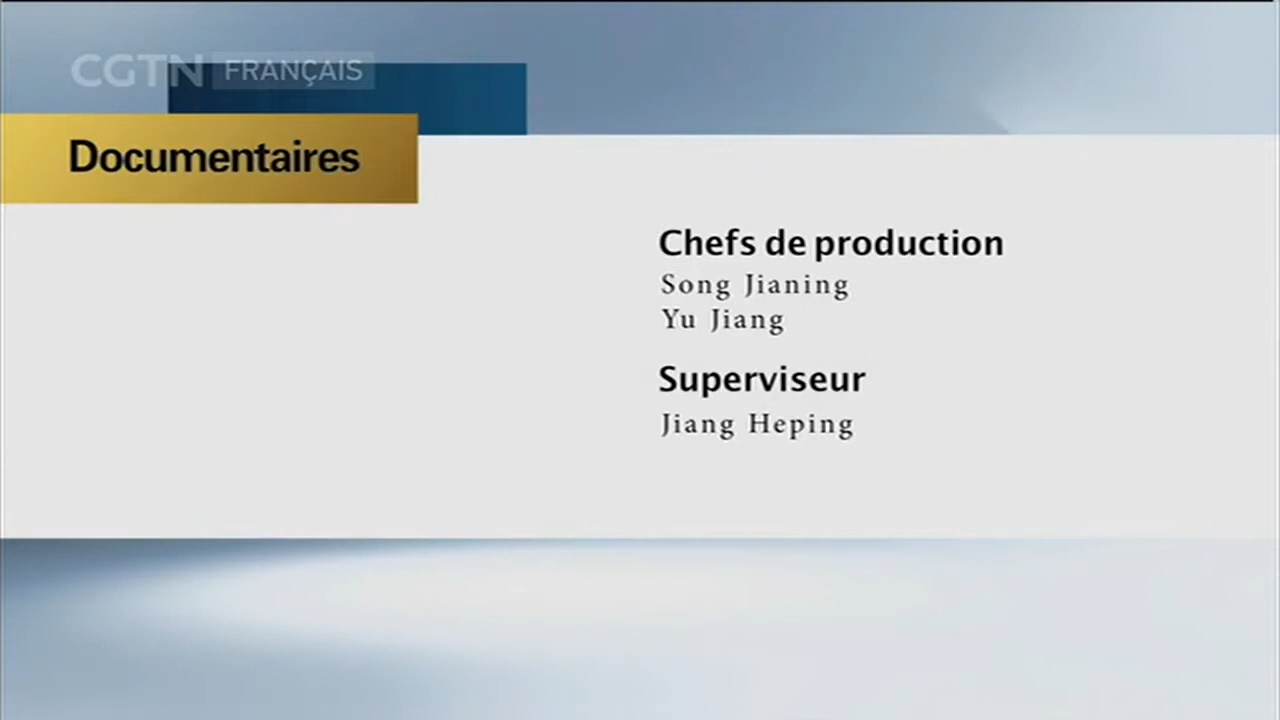 CGTN FRANÇAIS
Documentaires
Chefs de production
Song Jianing
Yu Jiang
Superviseur
Jiang Heping